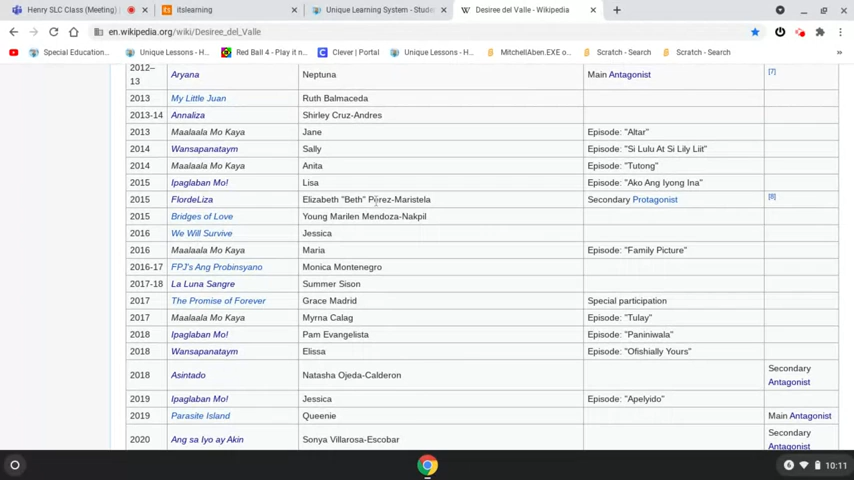 Henry SLC Class (Meeting)
itslearning
Unique Learning System - Stude
Desiree del Valle - Wikipedia
en.wikipedia.org/wiki/Desiree_del_Valle
Special Education...
Unique Lessons - H...
Red Ball 4 - Play it n...
Clever | Portal
Unique Lessons - H...
MitchellAben.EXE o...
Scratch - Search
Scratch - Search
2012–
13 Aryana Neptuna Main Antagonist [7]
2013 My Little Juan Ruth Balmaceda
2013-14 Annaliza Shirley Cruz-Andres
2013 Maalaala Mo Kaya Jane Episode: "Altar"
2014 Wansapanataym Sally Episode: "Si Lulu At Si Lily Liit"
2014 Maalaala Mo Kaya Anita Episode: "Tutong"
2015 Ipaglaban Mo! Lisa Episode: "Ako Ang Iyong Ina"
2015 FlordeLiza Elizabeth "Beth" Perez-Maristela Secondary Protagonist [8]
2015 Bridges of Love Young Marilen Mendoza-Nakpil
2016 We Will Survive Jessica
2016 Maalaala Mo Kaya Maria Episode: "Family Picture"
2016-17 FPJ's Ang Probinsyano Monica Montenegro
2017-18 La Luna Sangre Summer Sison
2017 The Promise of Forever Grace Madrid Special participation
2017 Maalaala Mo Kaya Myrna Calag Episode: "Tulay"
2018 Ipaglaban Mo! Pam Evangelista Episode: "Paniniwala"
2018 Wansapanataym Elissa Episode: "Ofishially Yours"
2018 Asintado Natasha Ojeda-Calderon Secondary
Antagonist
2019 Ipaglaban Mo! Jessica Episode: "Apelyido"
2019 Parasite Island Queenie Main Antagonist
2020 Ang sa Iyo ay Akin Sonya Villarosa-Escobar Secondary
Antagonist
6 10:11